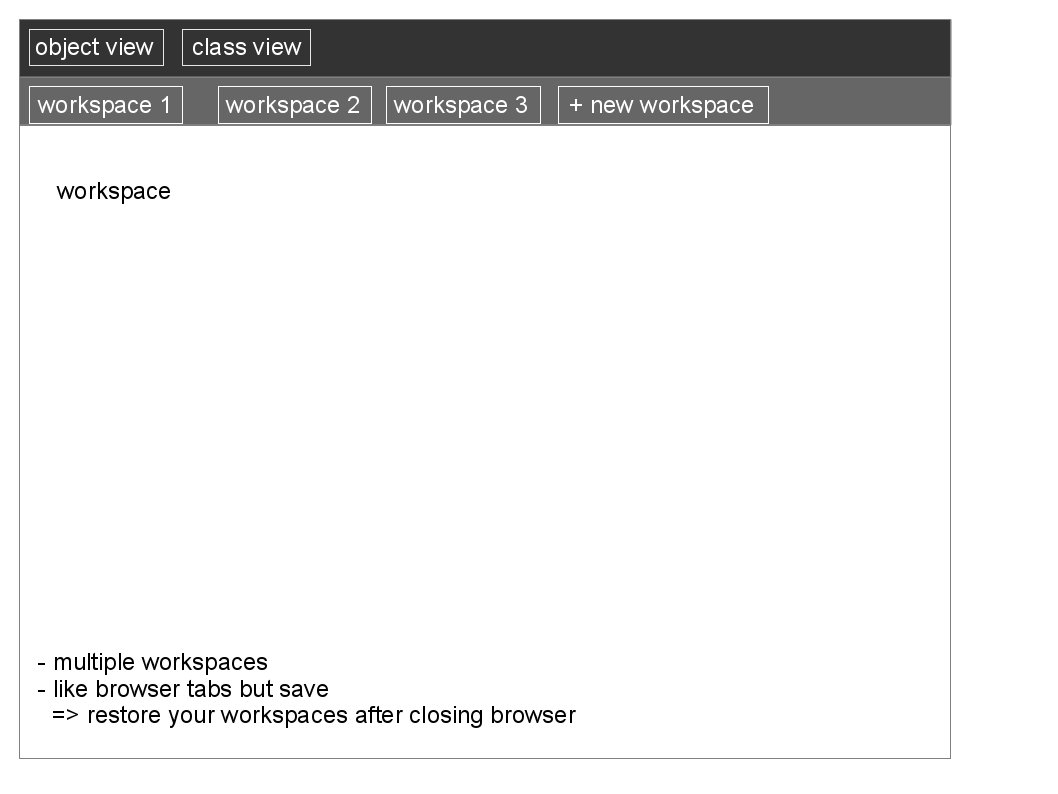 object view class view
workspace 1 workspace 2 workspace 3 + new workspace
workspace
- multiple workspaces
- like browser tabs but save
=> restore your workspaces after closing browser